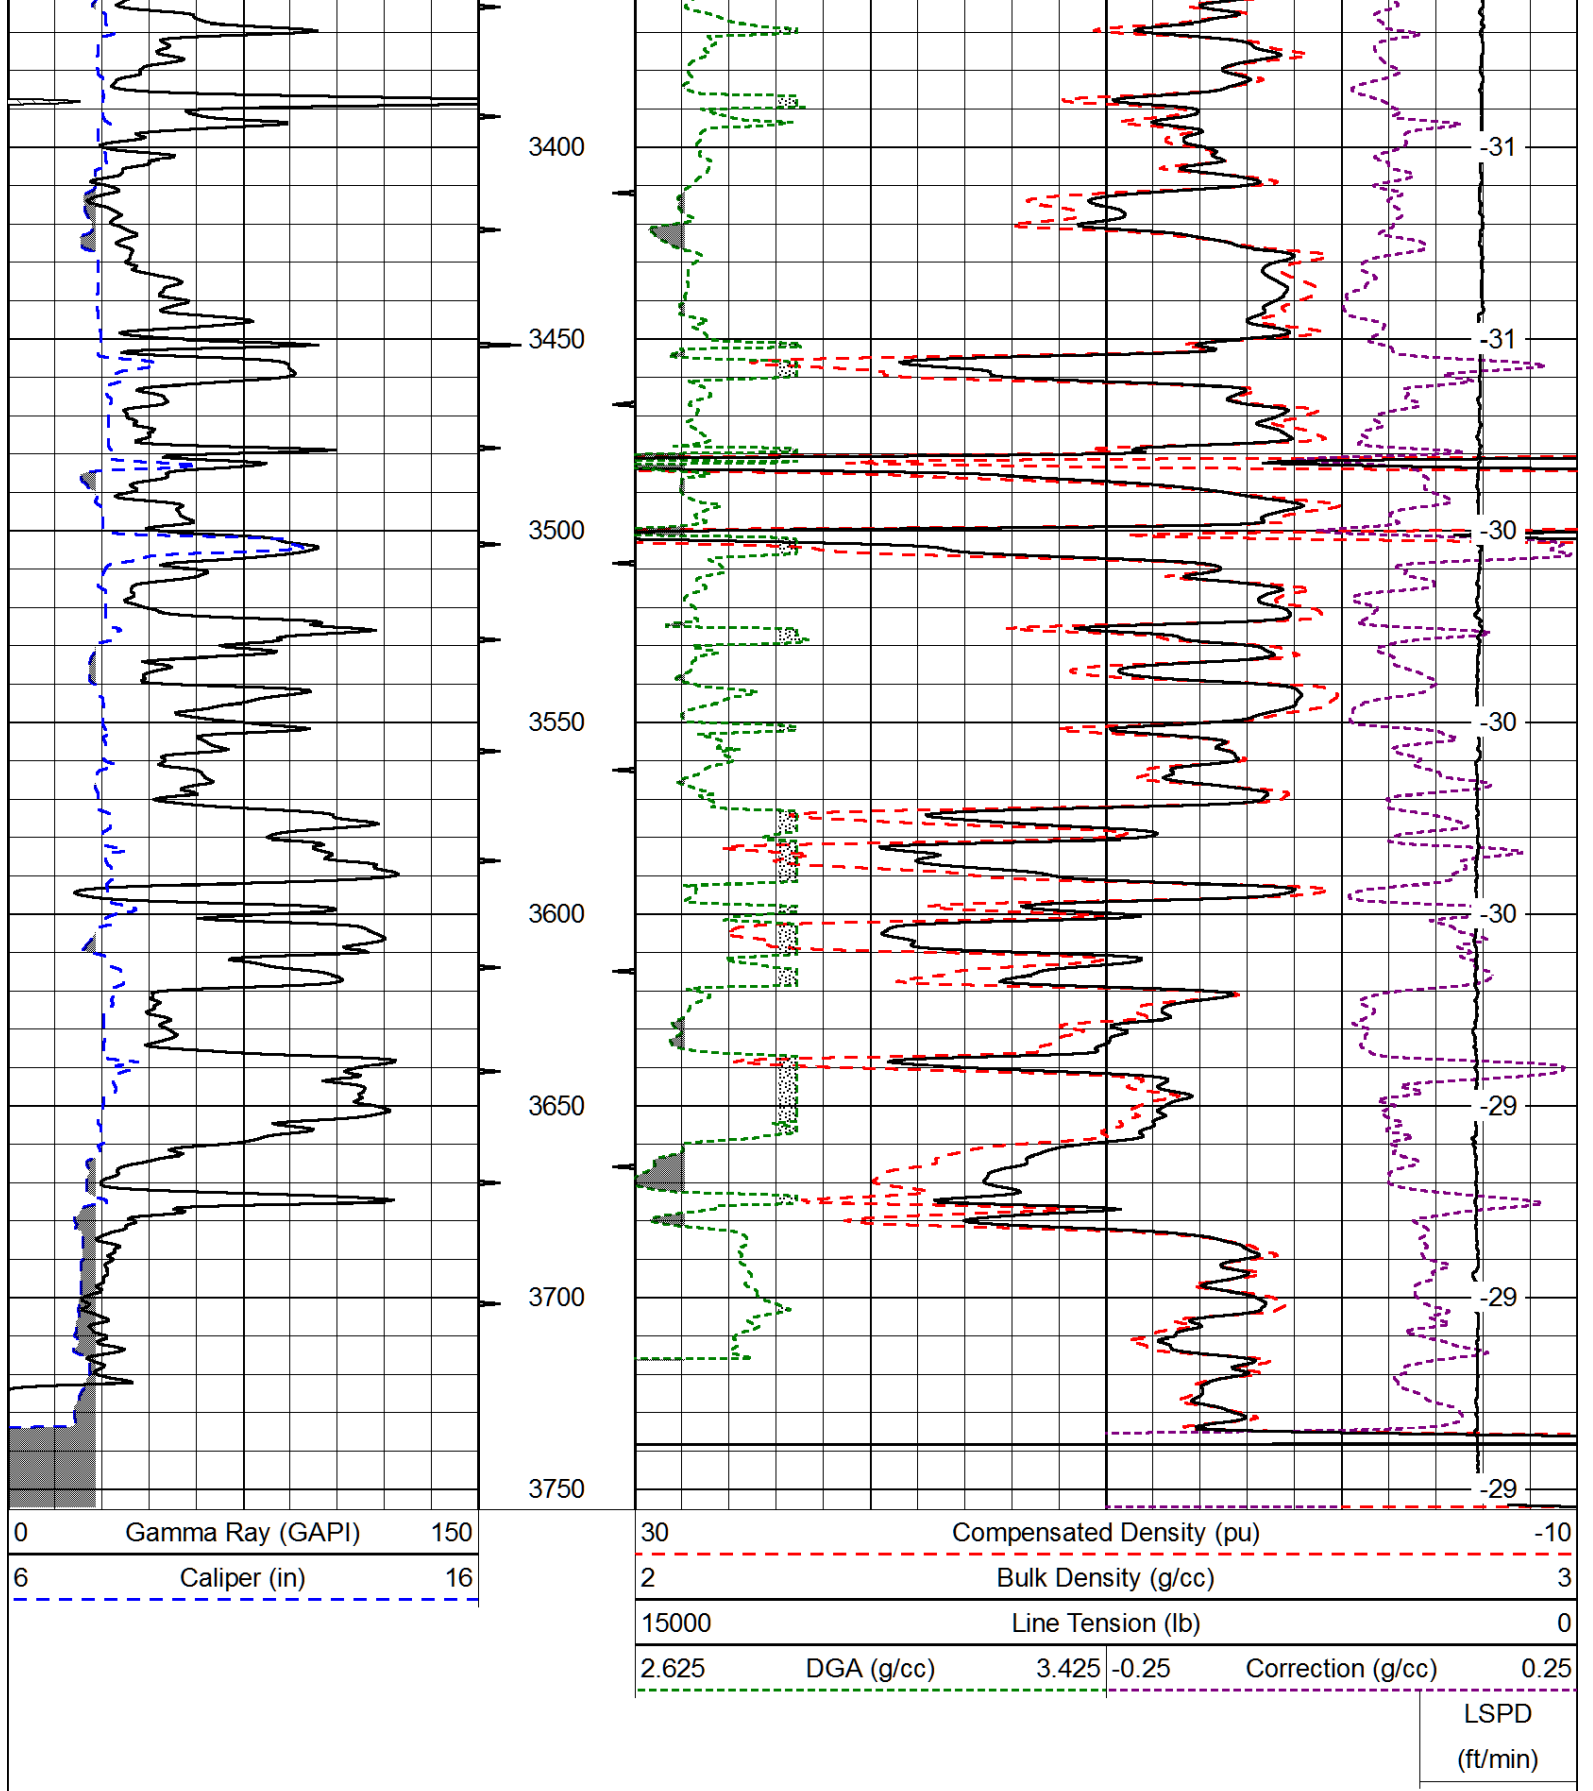 3400 -31
3450 -31
3500 -30
3550 -30
3600 -30
3650 -29
3700 -29
3750 -29
0 Gamma Ray (GAPI) 150
6 Caliper (in) 16
30 Compensated Density (pu) -10
2 Bulk Density (g/cc) 3
15000 Line Tension (lb) 0
2.625 DGA (g/cc) 3.425
-0.25 Correction (g/cc) 0.25
LSPD
(ft/min)